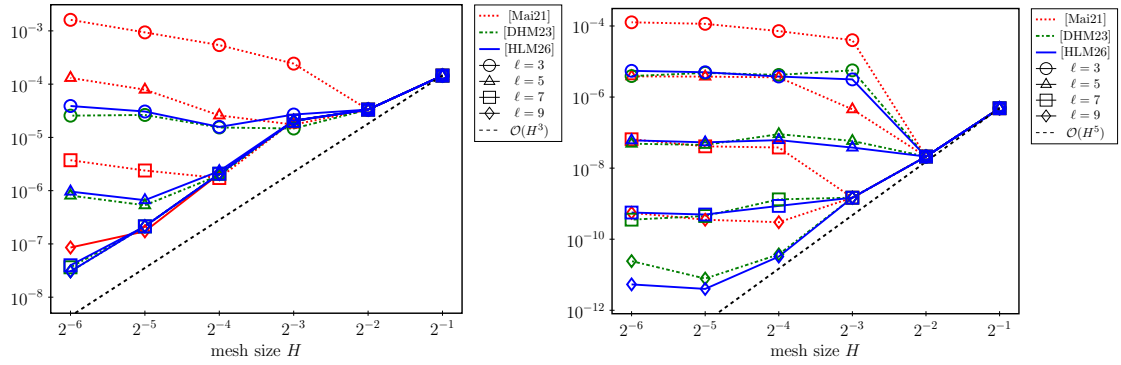 10^{-3}
10^{-4}
10^{-5}
10^{-6}
10^{-7}
10^{-8}
2^{-6} 2^{-5} 2^{-4} 2^{-3} 2^{-2} 2^{-1}
mesh size H
[Mai21]
[DHM23]
[HLM26]
ℓ = 3
ℓ = 5
ℓ = 7
ℓ = 9
O(H^3)
10^{-4}
10^{-6}
10^{-8}
10^{-10}
10^{-12}
2^{-6} 2^{-5} 2^{-4} 2^{-3} 2^{-2} 2^{-1}
mesh size H
[Mai21]
[DHM23]
[HLM26]
ℓ = 3
ℓ = 5
ℓ = 7
ℓ = 9
O(H^5)